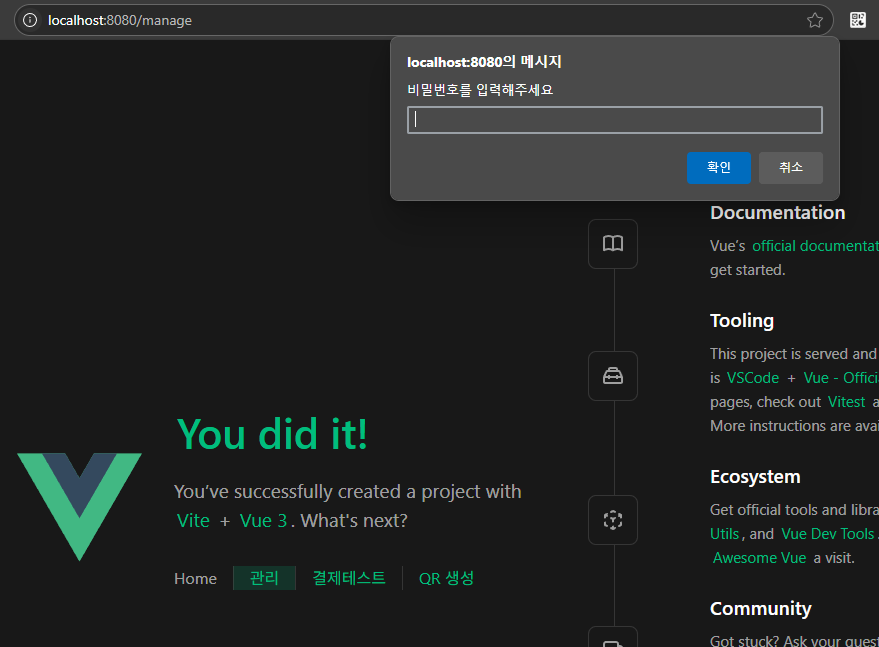 localhost:8080/manage
localhost:8080의 메시지
비밀번호를 입력해주세요
확인 취소
You did it!
You've successfully created a project with
Vite + Vue 3. What's next?
Home 관리 결제테스트 QR 생성
Documentation
Vue's official documentat
get started.
Tooling
This project is served and
is VSCode + Vue - Offici
pages, check out Vitest a
More instructions are avai
Ecosystem
Get official tools and libra
Utils, and Vue Dev Tools.
Awesome Vue a visit.
Community
Got stuck? Ask your quest